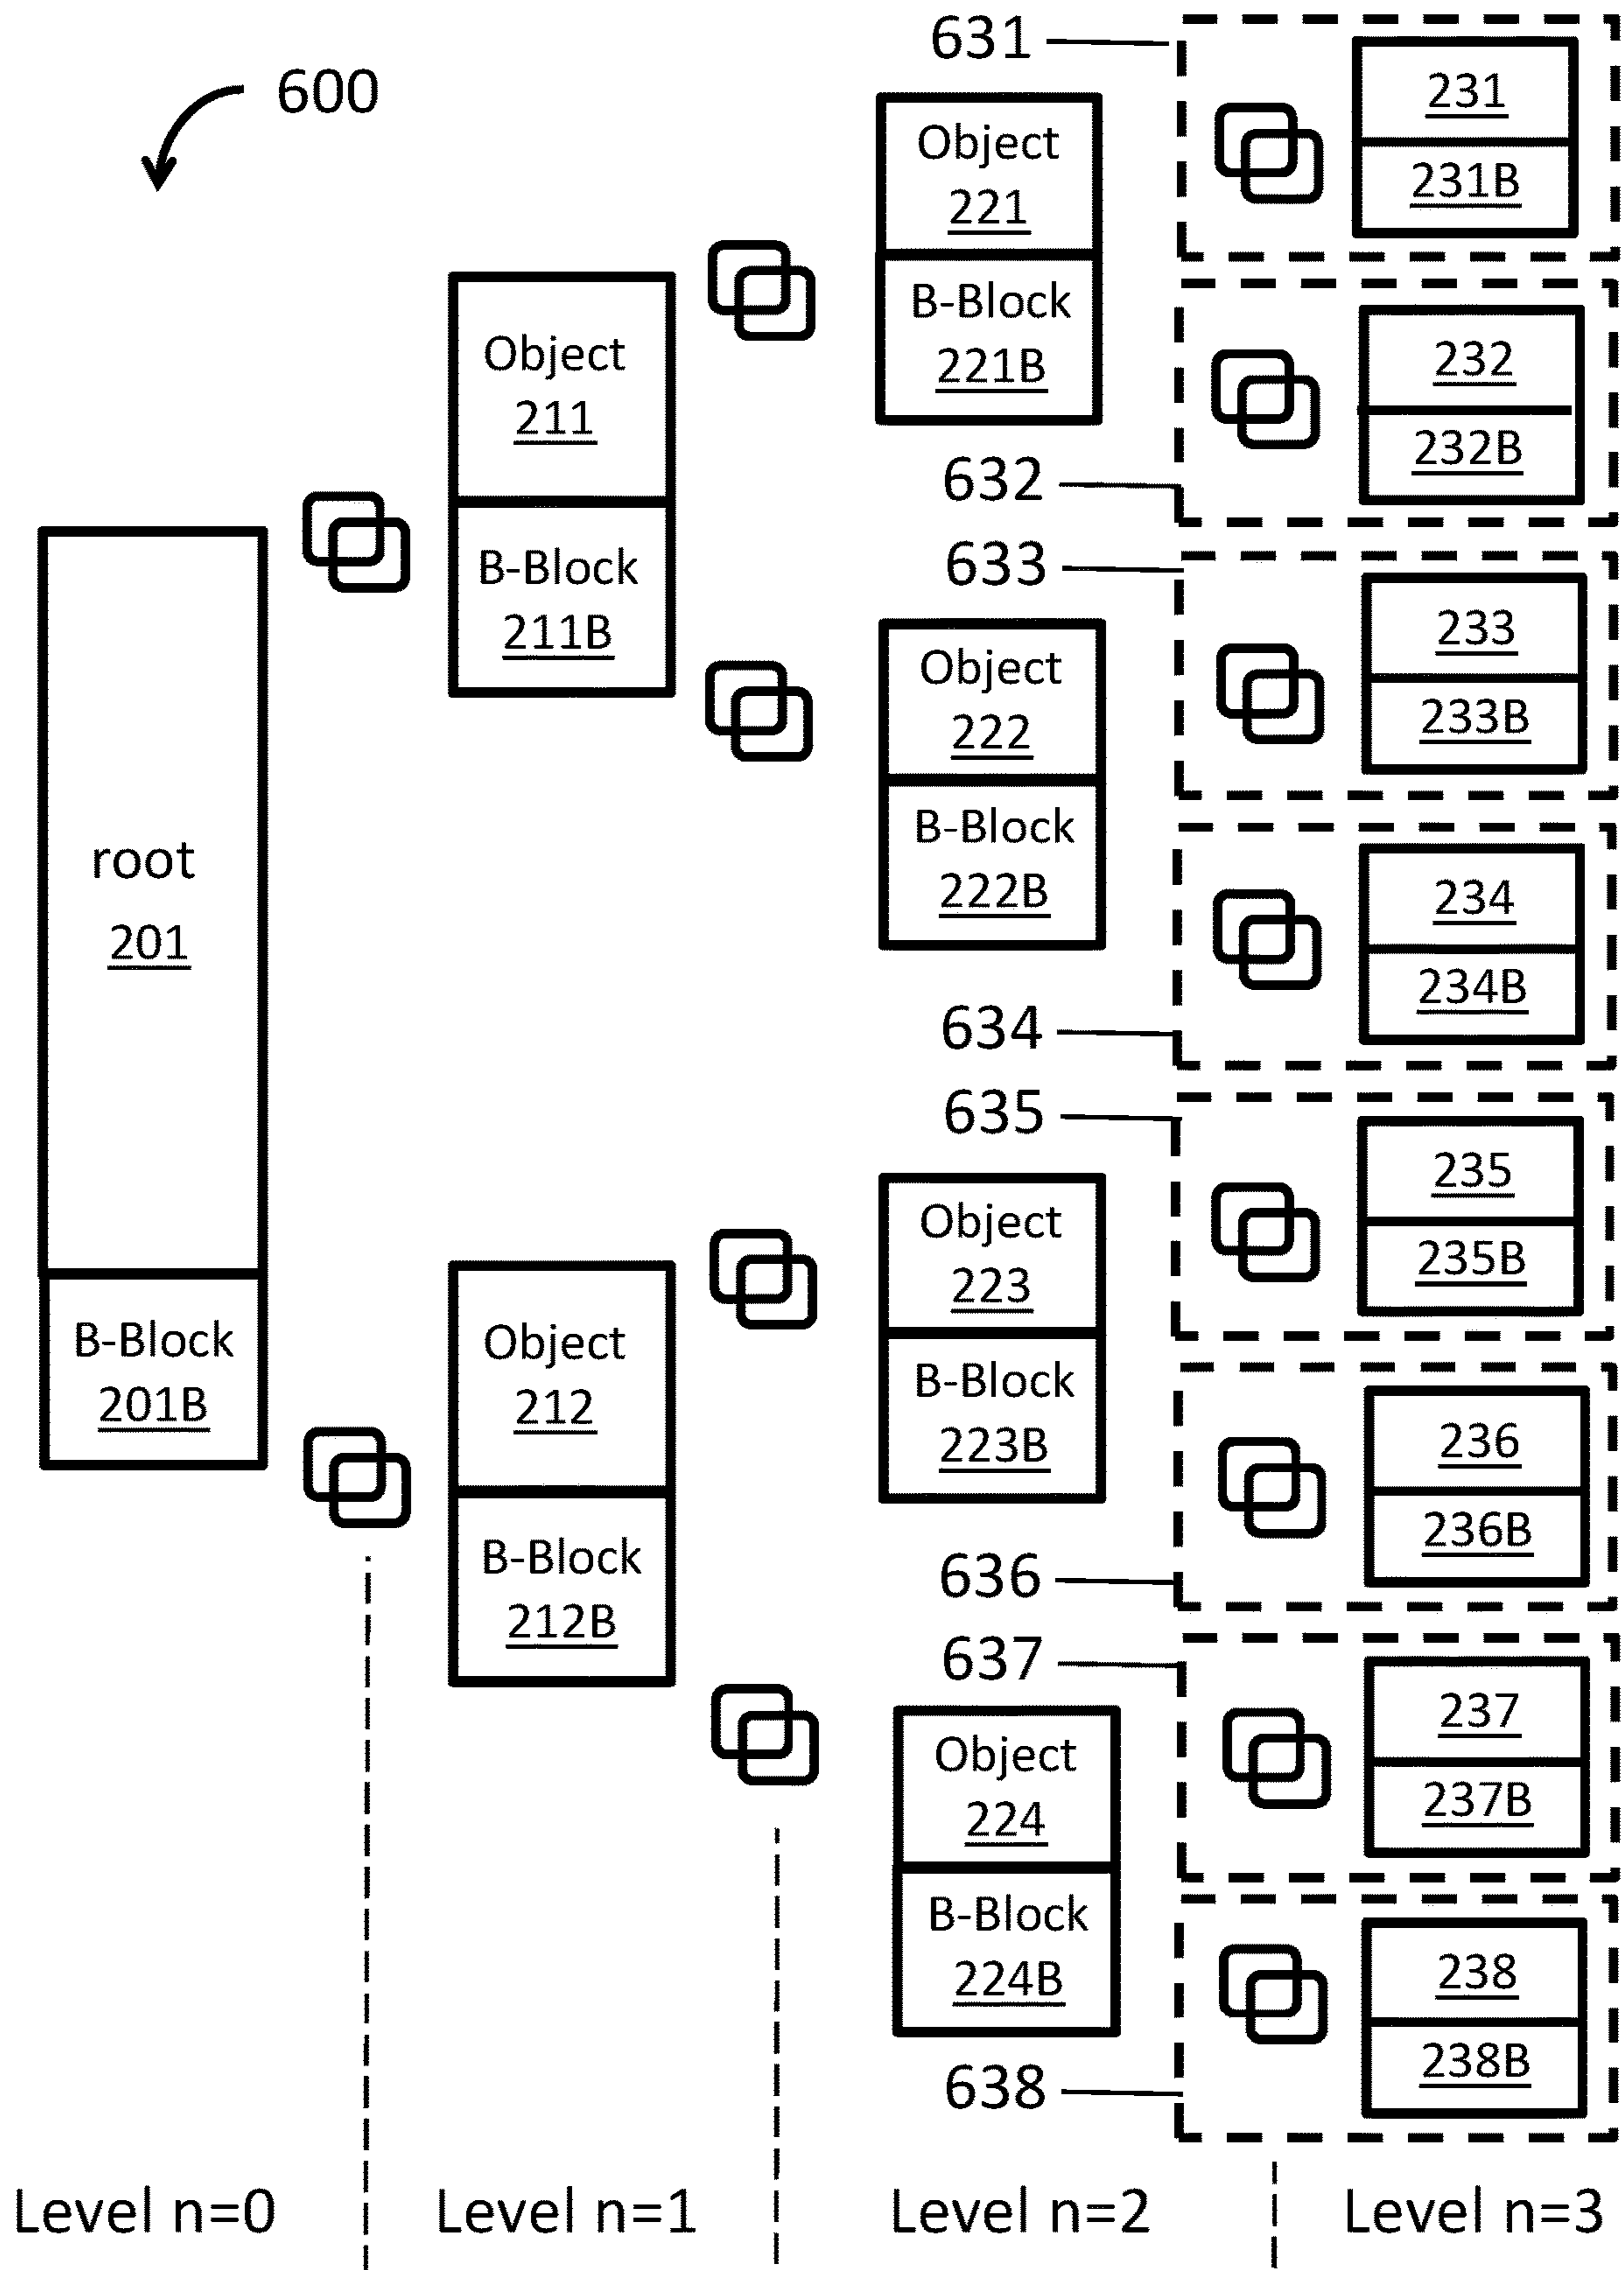 600
root
201
B-Block
201B
Object
211
B-Block
211B
Object
212
B-Block
212B
Object
221
B-Block
221B
Object
222
B-Block
222B
Object
223
B-Block
223B
Object
224
B-Block
224B
631
231
231B
632
232
232B
633
233
233B
634
234
234B
635
235
235B
636
236
236B
637
237
237B
638
238
238B
Level n=0
Level n=1
Level n=2
Level n=3